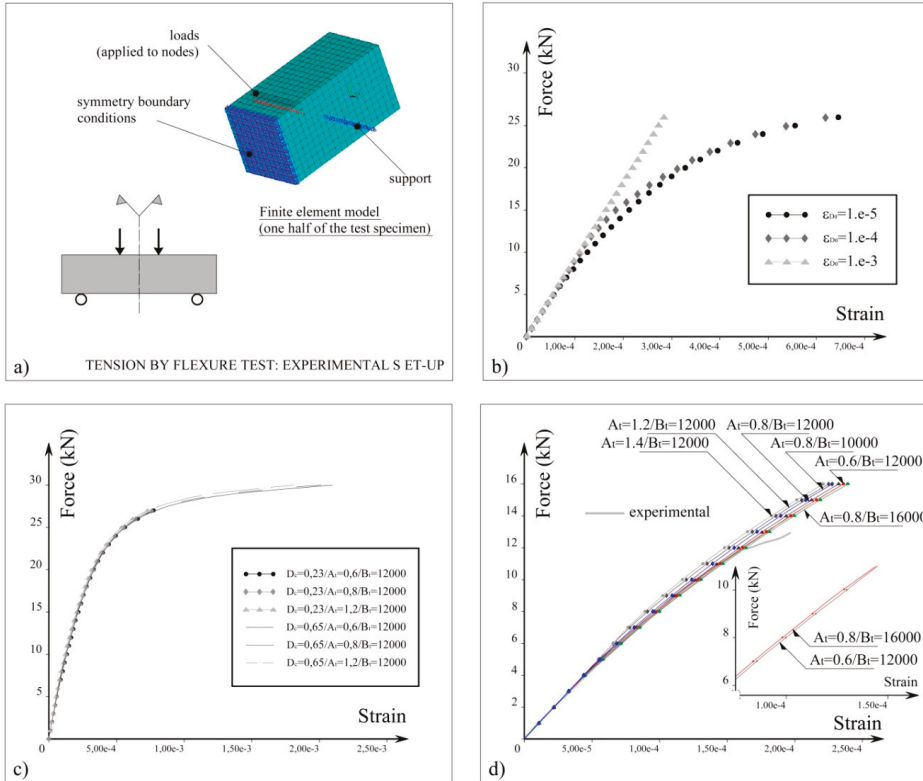 loads
(applied to nodes)
symmetry boundary
conditions
support
Finite element model
(one half of the test specimen)
a)
TENSION BY FLEXURE TEST: EXPERIMENTAL S ET-UP
Force (kN)
30
25
20
15
10
5
0
1,00e-4
2,00e-4
3,00e-4
4,00e-4
5,00e-4
6,00e-4
7,00e-4
Strain
εD0=1.e-5
εD0=1.e-4
εD0=1.e-3
b)
Force (kN)
30
25
20
15
10
5
0
5,00e-4
1,00e-3
1,50e-3
2,00e-3
2,50e-3
Strain
Dc=0,23/At=0,6/Bt=12000
Dc=0,23/At=0,8/Bt=12000
Dc=0,23/At=1,2/Bt=12000
Dc=0,65/At=0,6/Bt=12000
Dc=0,65/At=0,8/Bt=12000
Dc=0,65/At=1,2/Bt=12000
c)
Force (kN)
16
14
12
10
8
6
4
2
0
5,00e-5
1,00e-4
1,50e-4
2,00e-4
2,50e-4
Strain
At=1.2/Bt=12000
At=1.4/Bt=12000
At=0.8/Bt=12000
At=0.8/Bt=10000
At=0.6/Bt=12000
At=0.8/Bt=16000
experimental
Force (kN)
10
8
6
At=0.8/Bt=16000
At=0.6/Bt=12000
Strain
1,00e-4
1,50e-4
d)